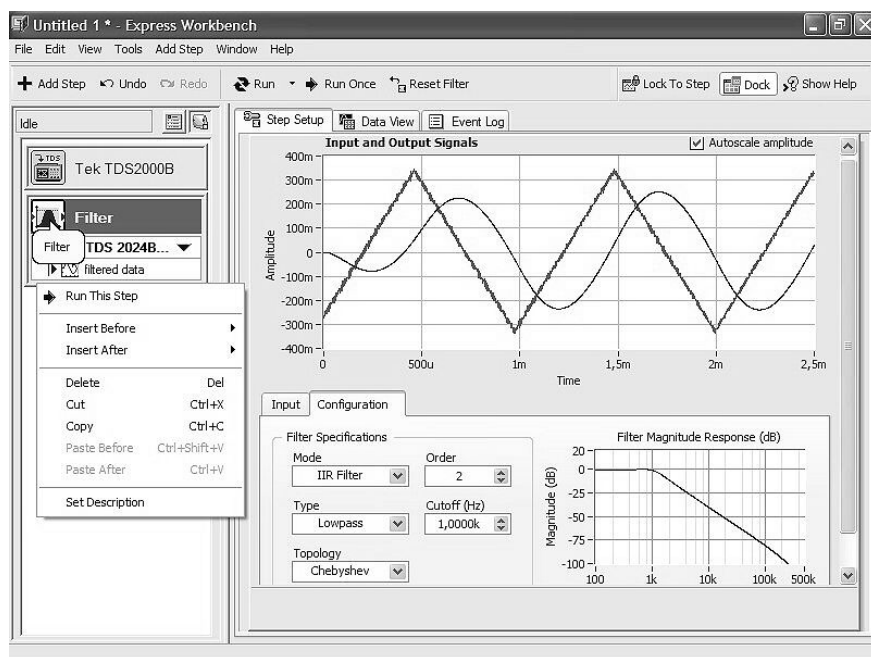 Untitled 1 * - Express Workbench
File Edit View Tools Add Step Window Help
Add Step Undo Redo Run Run Once Reset Filter Lock To Step Dock Show Help
Idle
Step Setup Data View Event Log
TDS
Tek TDS2000B
Filter
Filter
TDS 2024B...
filtered data
Run This Step
Insert Before
Insert After
Delete Del
Cut Ctrl+X
Copy Ctrl+C
Paste Before Ctrl+Shift+V
Paste After Ctrl+V
Set Description
Input and Output Signals
Autoscale amplitude
Amplitude
400m
300m
200m
100m
0
-100m
-200m
-300m
-400m
0 500u 1m 1,5m 2m 2,5m
Time
Input Configuration
Filter Specifications
Mode Order
IIR Filter 2
Type Cutoff (Hz)
Lowpass 1,0000k
Topology
Chebyshev
Filter Magnitude Response (dB)
Magnitude (dB)
20
0
-25
-50
-75
-100
100 1k 10k 100k 500k